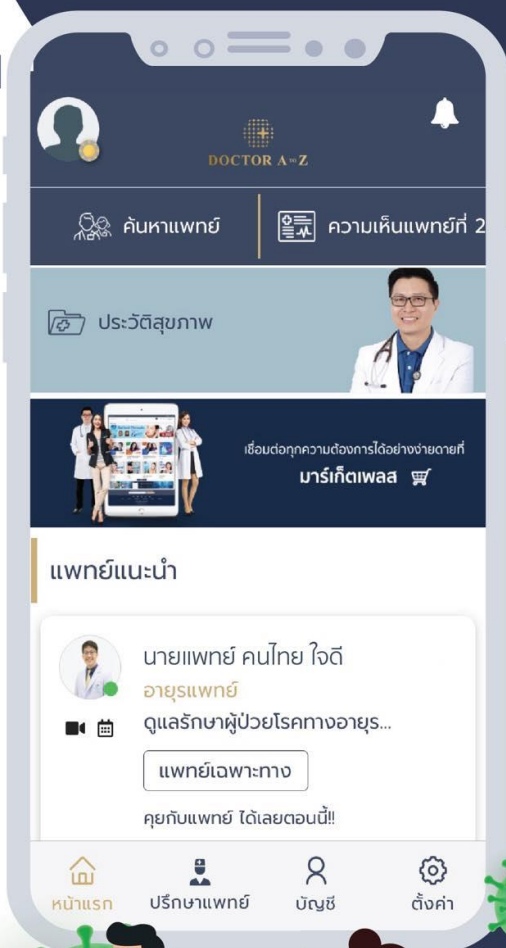 DOCTOR A TO Z
ค้นหาแพทย์
ความเห็นแพทย์ที่ 2
ประวัติสุขภาพ
เชื่อมต่อทุกความต้องการได้อย่างง่ายดายที่
มาร์เก็ตเพลส
แพทย์แนะนำ
นายแพทย์ คนไทย ใจดี
อายุรแพทย์
ดูแลรักษาผู้ป่วยโรคทางอายุร...
แพทย์เฉพาะทาง
คุยกับแพทย์ ได้เลยตอนนี้!!
หน้าแรก
ปรึกษาแพทย์
บัญชี
ตั้งค่า